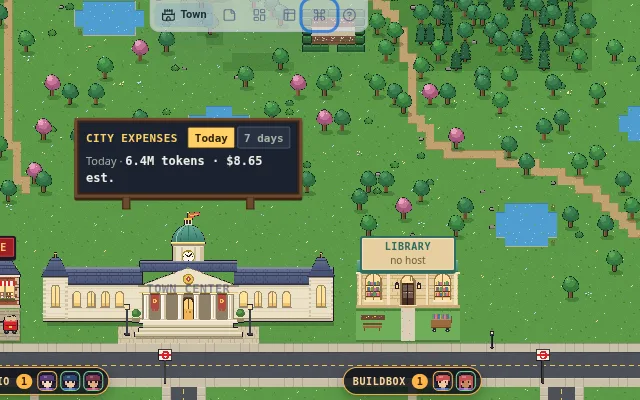 Town
CITY EXPENSES Today 7 days
Today · 6.4M tokens · $8.65
est.
E
LIBRARY
no host
TOWN CENTER
IO 1
BUILDBOX 1